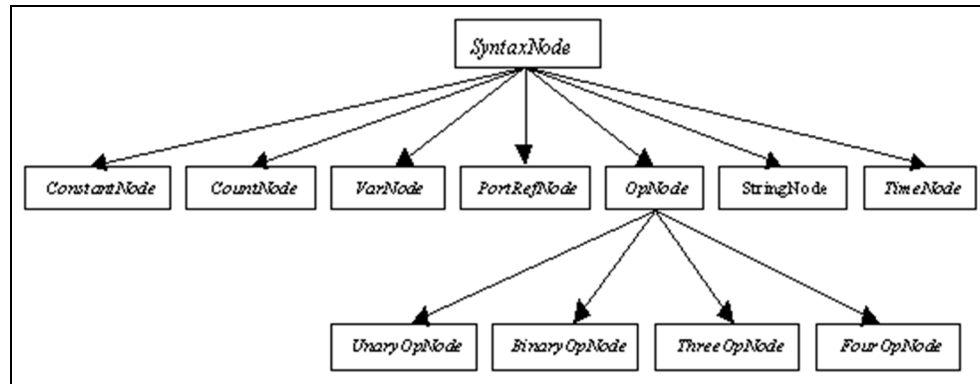 SyntaxNode
ConstantNode
CountNode
VarNode
PortRefNode
OpNode
StringNode
TimeNode
UnaryOpNode
BinaryOpNode
ThreeOpNode
FourOpNode